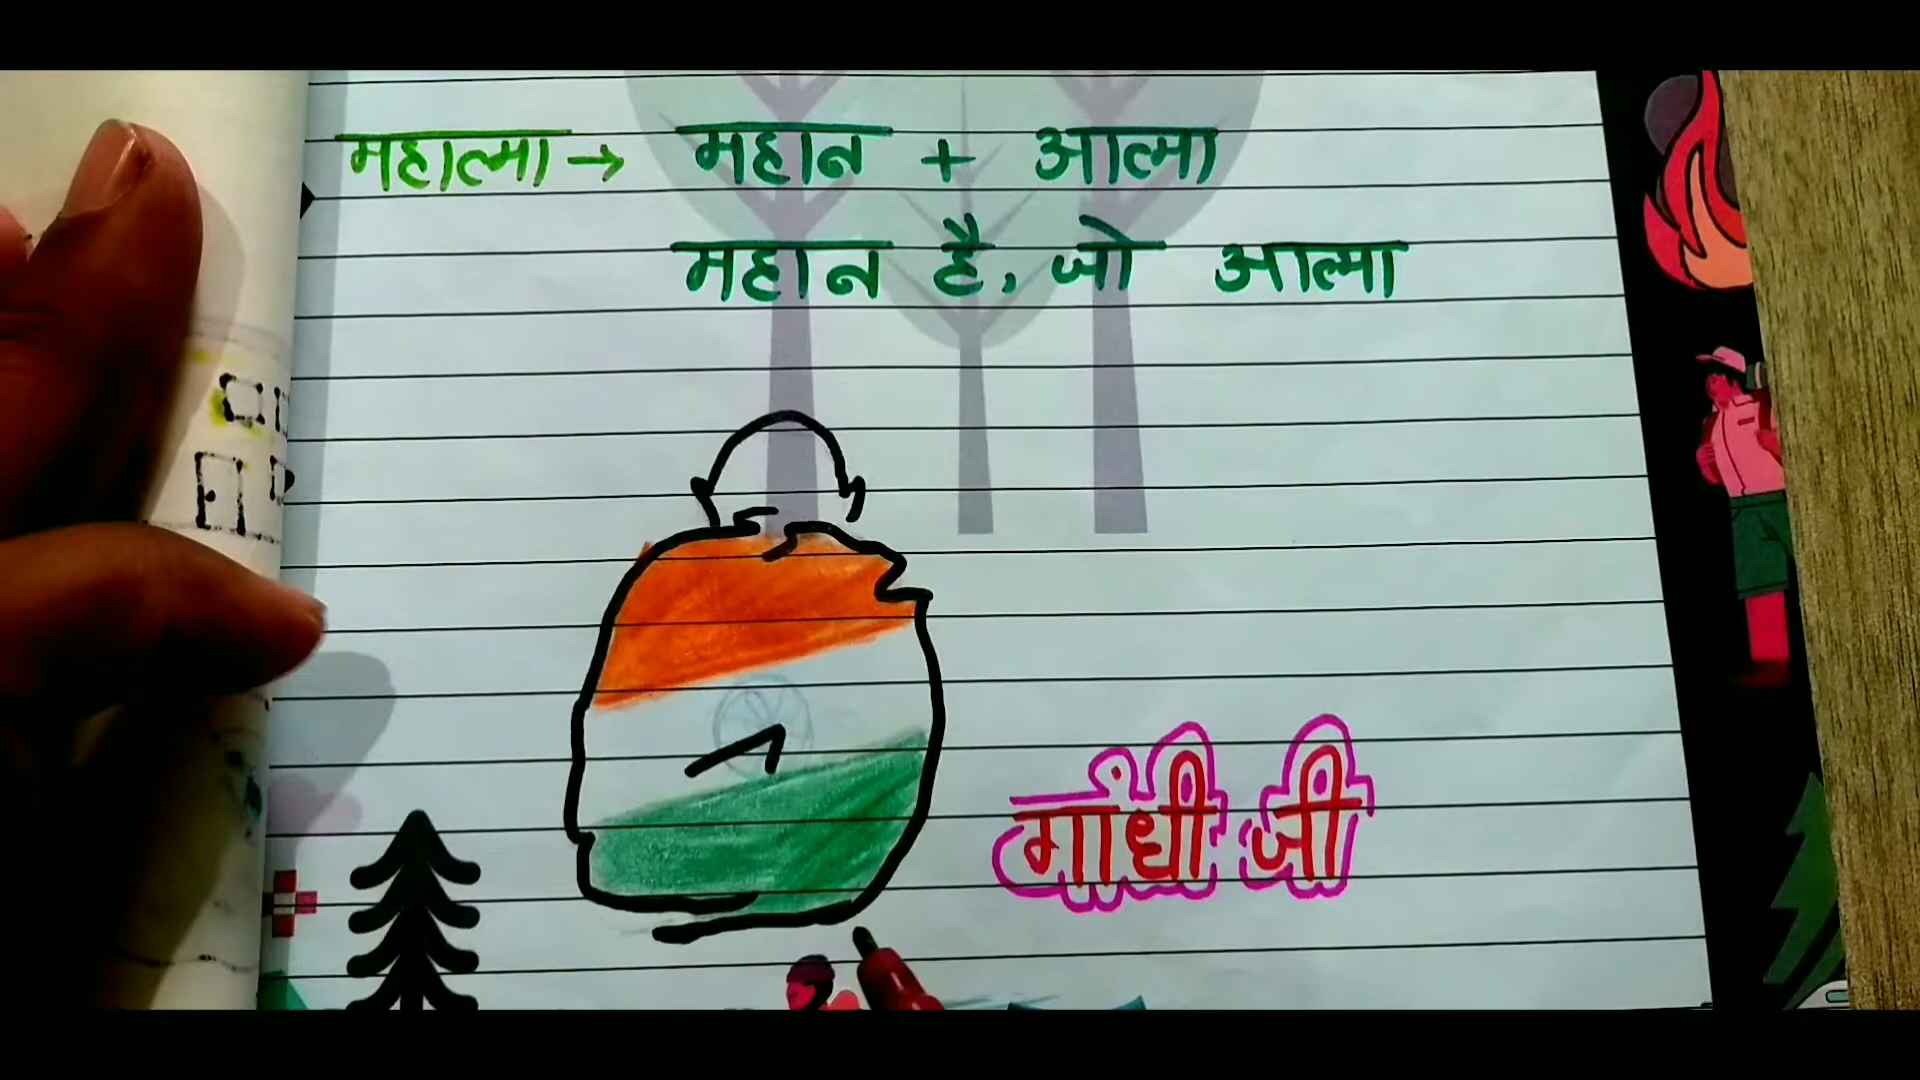 महात्मा → महान + आत्मा
महान है, जो आत्मा
गांधी जी